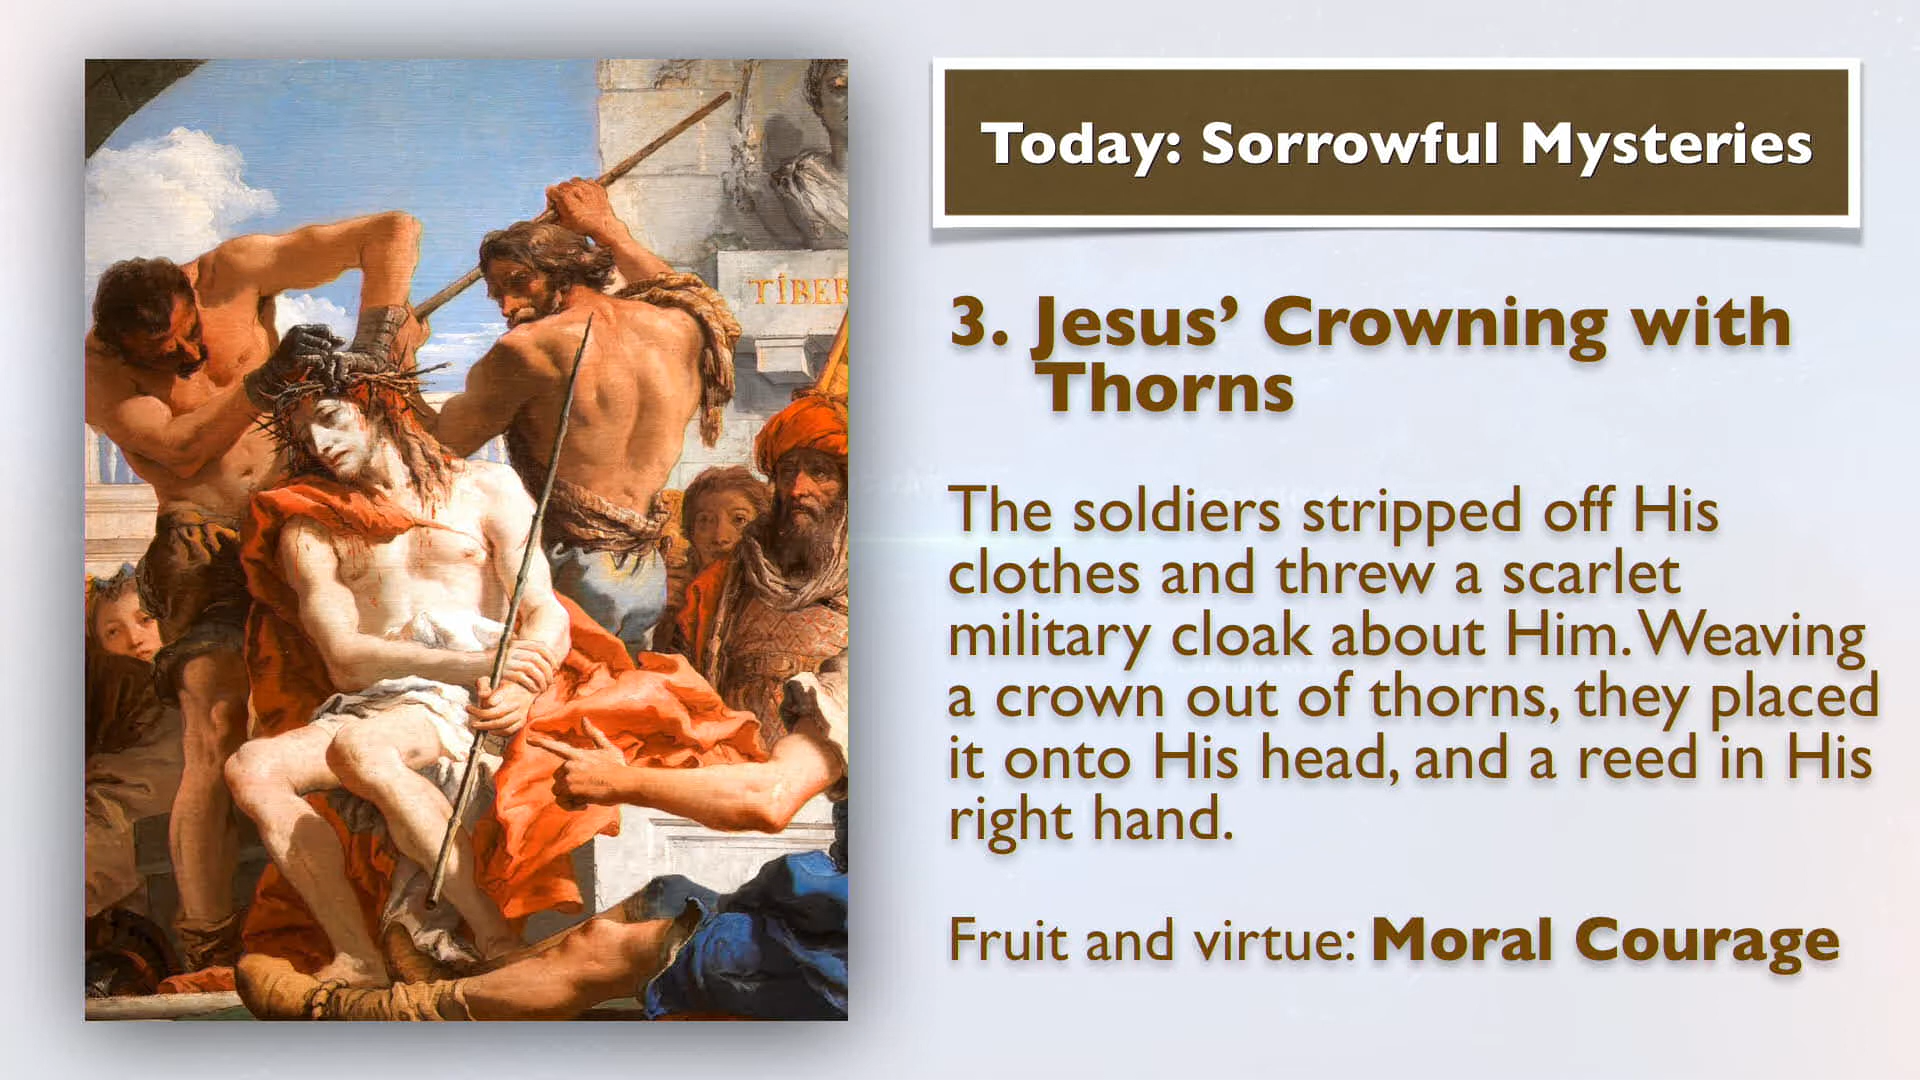 TIBER
Today: Sorrowful Mysteries
3. Jesus’ Crowning with
Thorns
The soldiers stripped off His
clothes and threw a scarlet
military cloak about Him. Weaving
a crown out of thorns, they placed
it onto His head, and a reed in His
right hand.
Fruit and virtue: Moral Courage